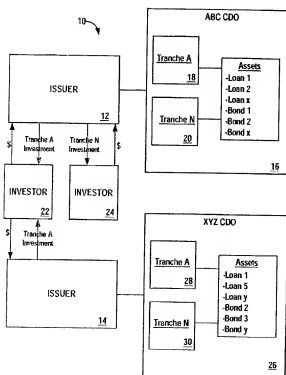 10
ABC CDO
Tranche A
18
Tranche N
20
Assets
-Loan 1
-Loan 2
-Loan x
-Bond 1
-Bond 2
-Bond x
16
ISSUER
12
$
Tranche A
Investment
Tranche N
Investment
$
INVESTOR
22
INVESTOR
24
$
Tranche A
Investment
ISSUER
14
XYZ CDO
Tranche A
28
Tranche N
30
Assets
-Loan 1
-Loan 5
-Loan y
-Bond 2
-Bond 3
-Bond y
26